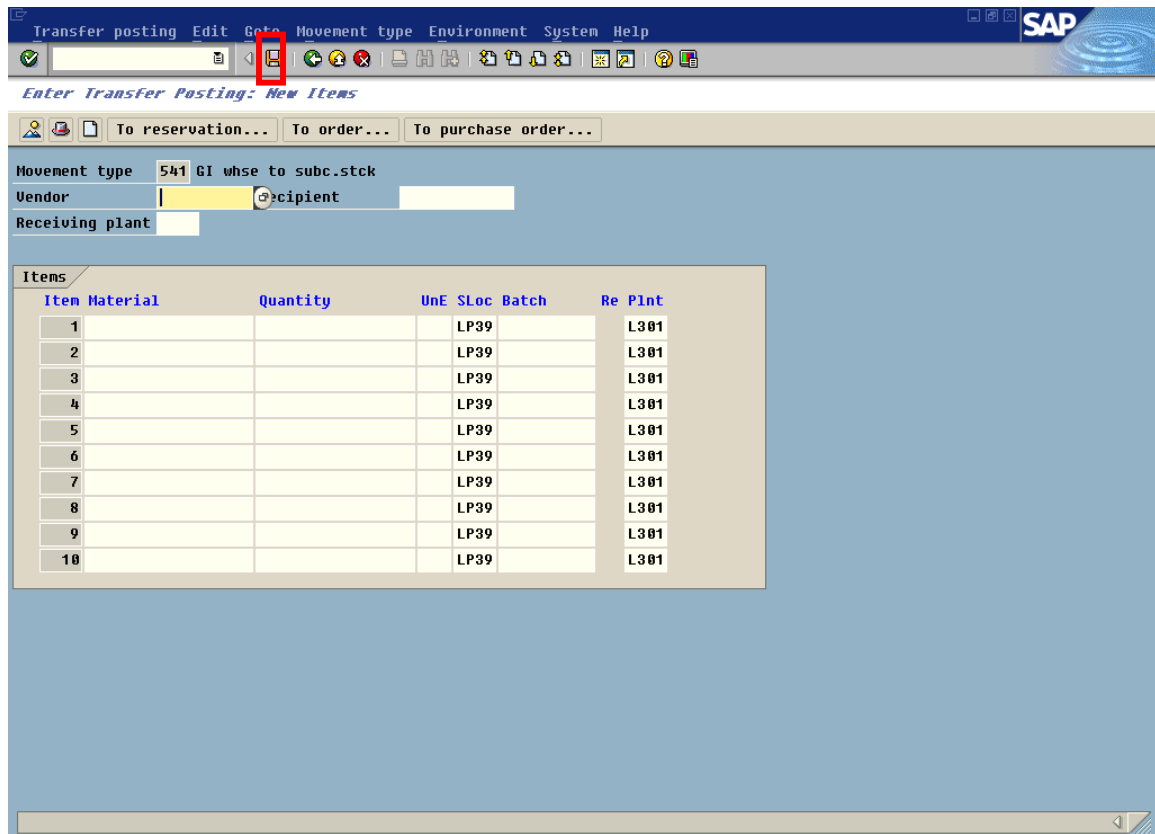 Transfer posting Edit Goto Movement type Environment System Help
SAP
Enter Transfer Posting: New Items
To reservation... To order... To purchase order...
Movement type 541 GI whse to subc.stck
Vendor ecipient
Receiving plant
Items
Item Material Quantity UnE SLoc Batch Re Plnt
1 LP39 L301
2 LP39 L301
3 LP39 L301
4 LP39 L301
5 LP39 L301
6 LP39 L301
7 LP39 L301
8 LP39 L301
9 LP39 L301
10 LP39 L301